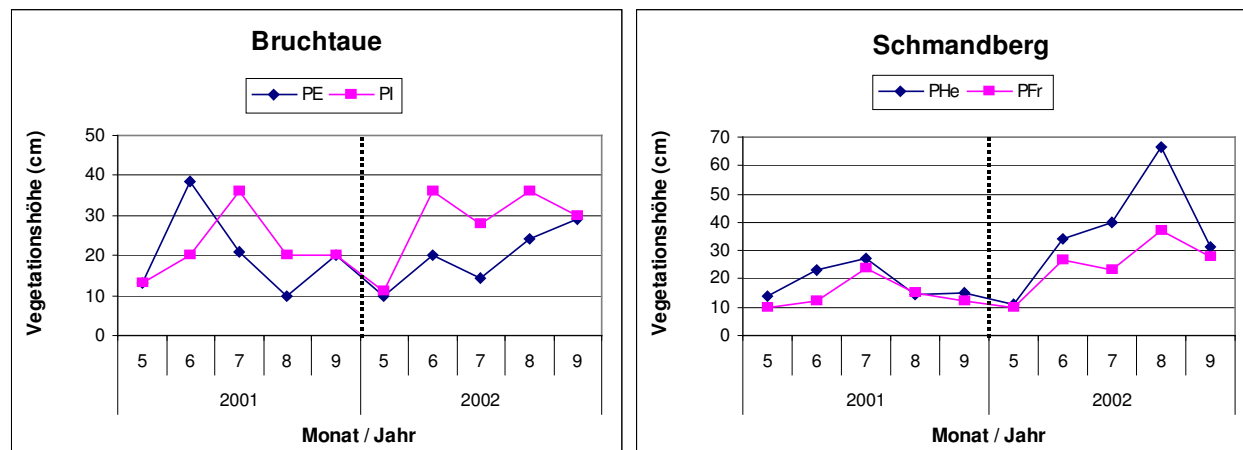 Bruchtaue
PE PI
Vegetationshöhe (cm)
50
40
30
20
10
0
5 6 7 8 9 5 6 7 8 9
2001 2002
Monat / Jahr
Schmandberg
PHe PFr
Vegetationshöhe (cm)
70
60
50
40
30
20
10
0
5 6 7 8 9 5 6 7 8 9
2001 2002
Monat / Jahr